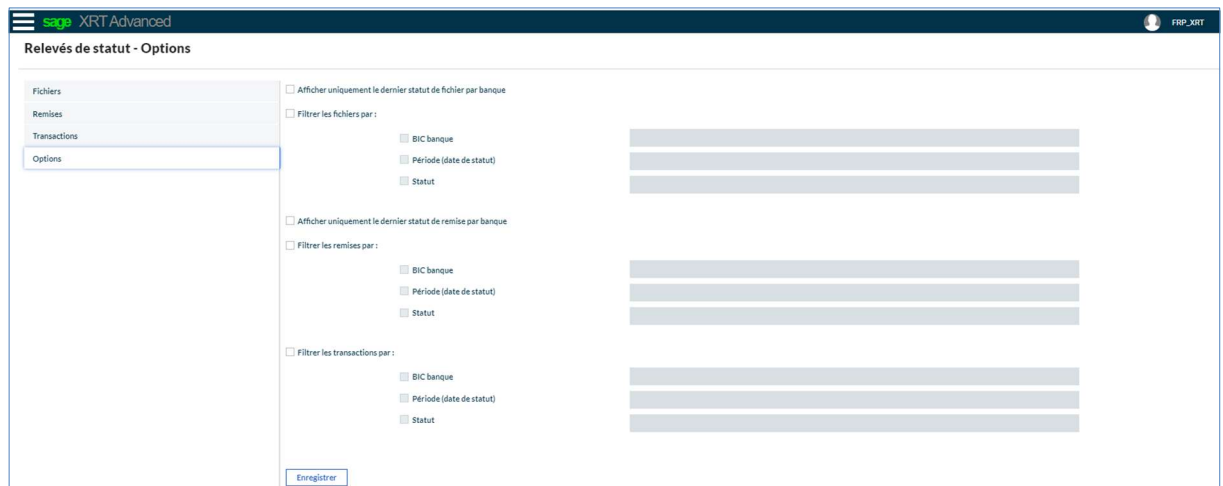 sage XRT Advanced
FRP_XRT
Relevés de statut - Options
Fichiers
Remises
Transactions
Options
Afficher uniquement le dernier statut de fichier par banque
Filtrer les fichiers par :
BIC banque
Période (date de statut)
Statut
Afficher uniquement le dernier statut de remise par banque
Filtrer les remises par :
BIC banque
Période (date de statut)
Statut
Filtrer les transactions par :
BIC banque
Période (date de statut)
Statut
Enregistrer